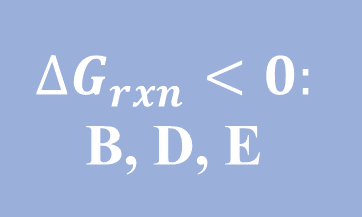 ΔG_rxn < 0:
B, D, E